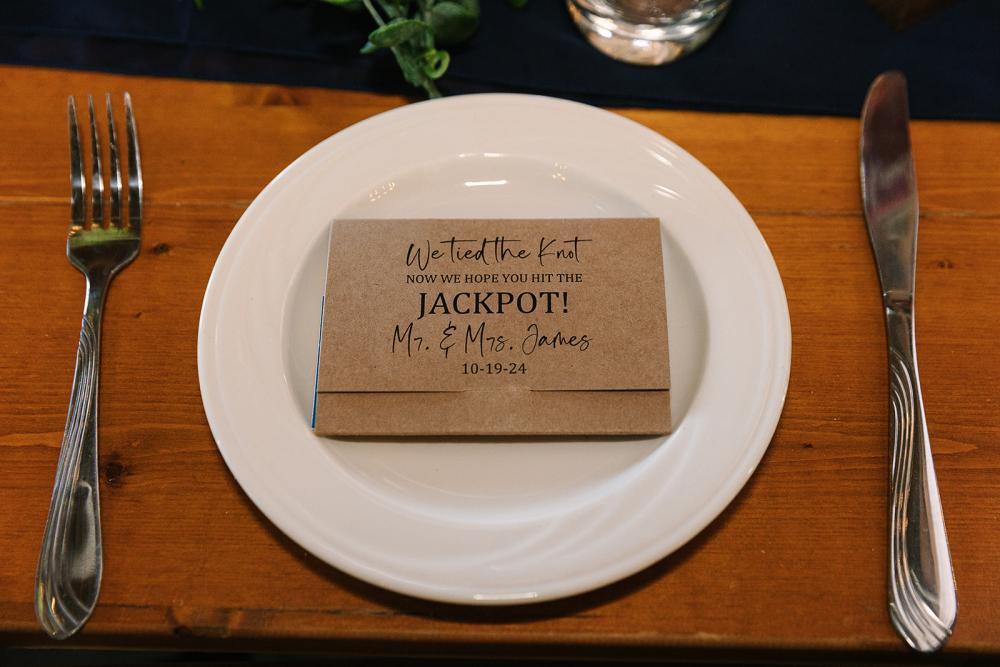 We Tied the Knot
NOW WE HOPE YOU HIT THE
JACKPOT!
Mr. & Mrs. James
10-19-24